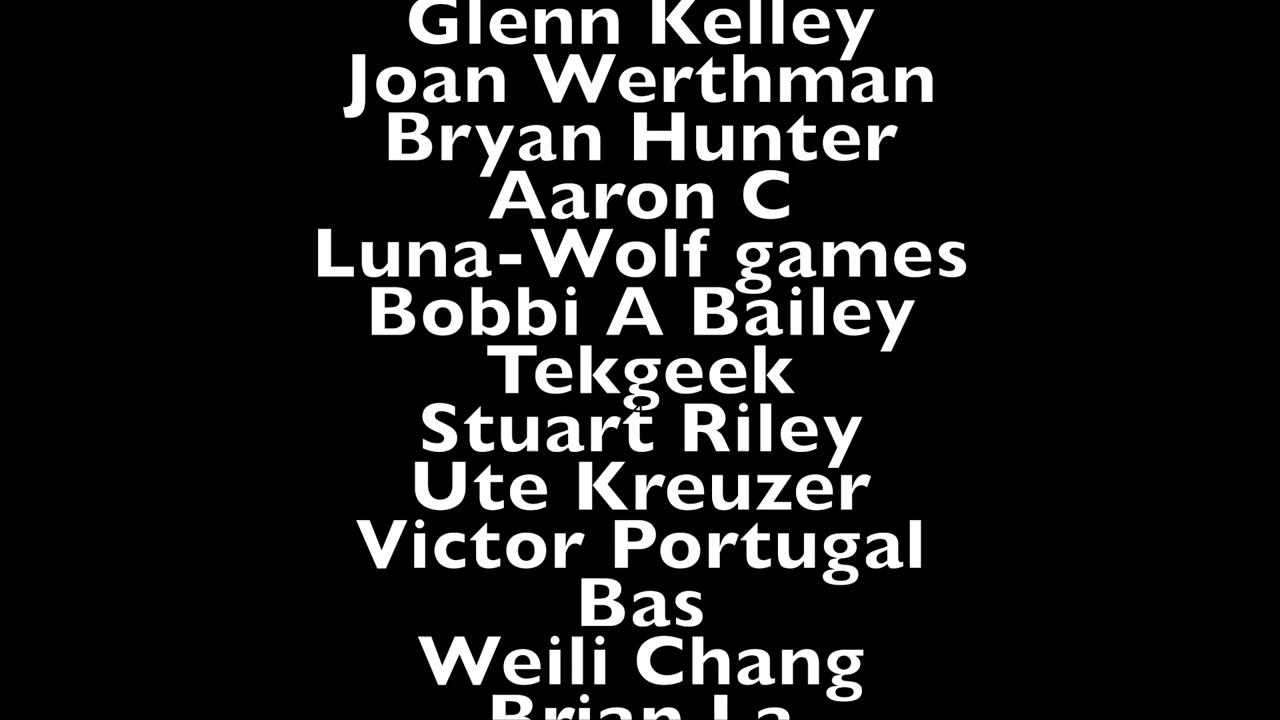 Glenn Kelley
Joan Werthman
Bryan Hunter
Aaron C
Luna-Wolf games
Bobbi A Bailey
Tekgeek
Stuart Riley
Ute Kreuzer
Victor Portugal
Bas
Weili Chang
Brian La